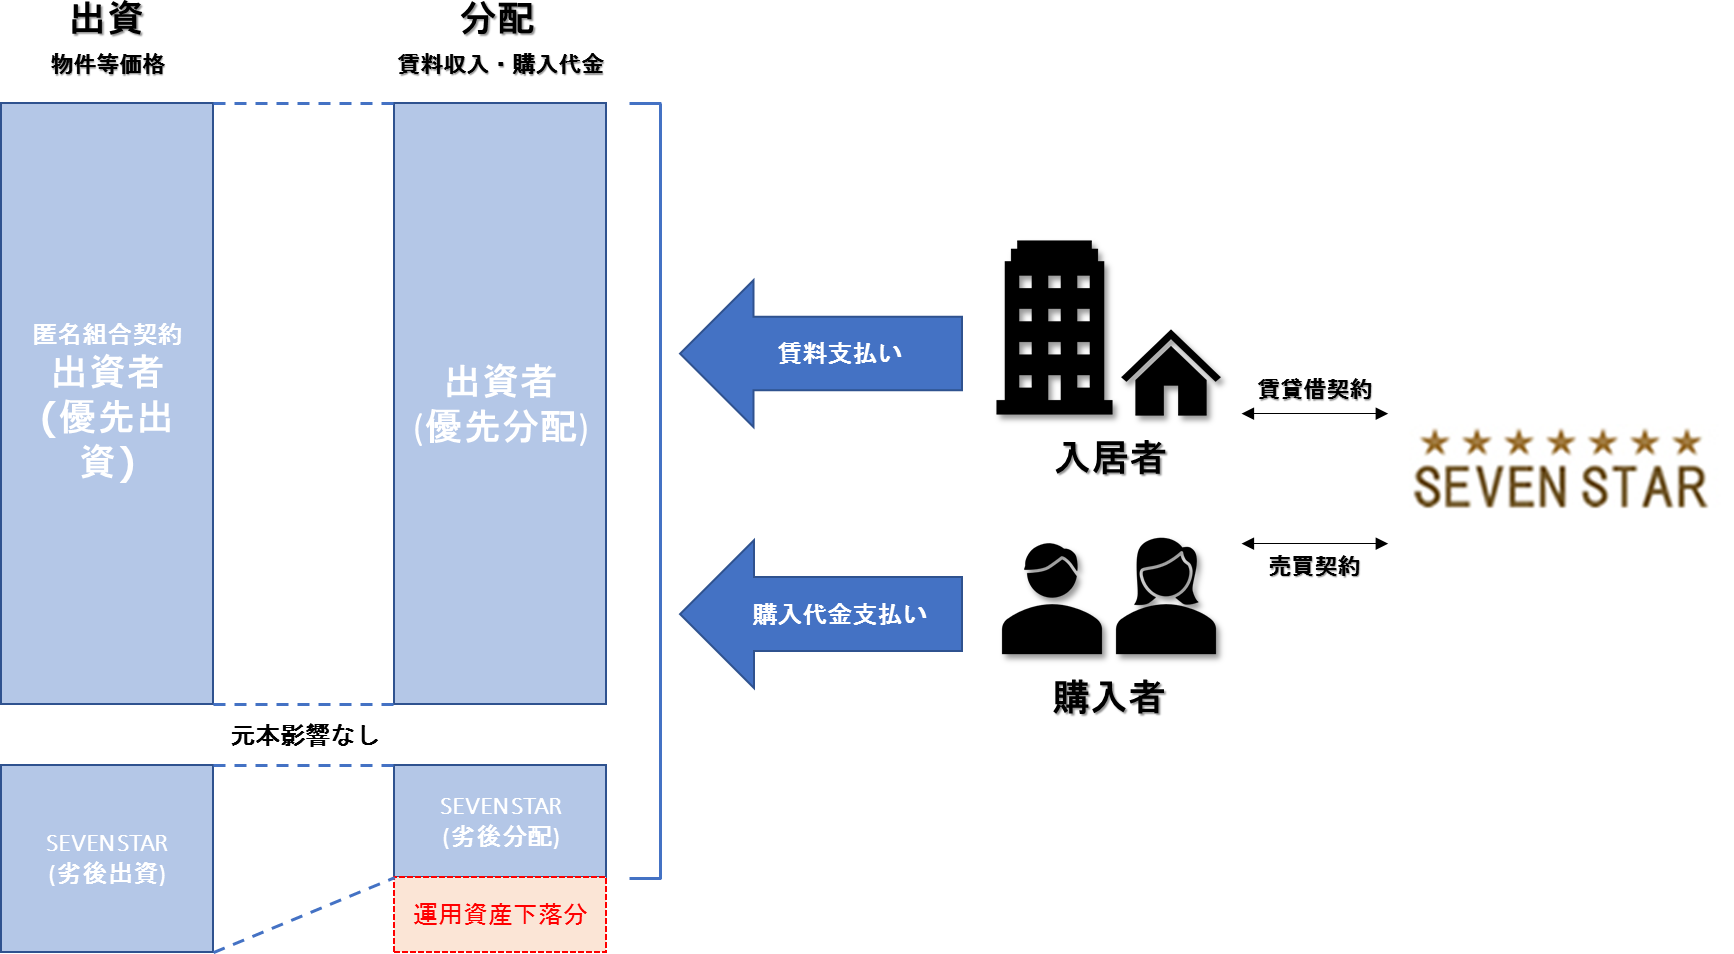 出資
物件等価格
分配
賃料収入・購入代金
匿名組合契約
出資者
(優先出
資)
出資者
(優先分配)
元本影響なし
SEVENSTAR
(劣後出資)
SEVENSTAR
(劣後分配)
運用資産下落分
賃料支払い
購入代金支払い
入居者
購入者
賃貸借契約
★★★★★★★
SEVEN STAR
売買契約